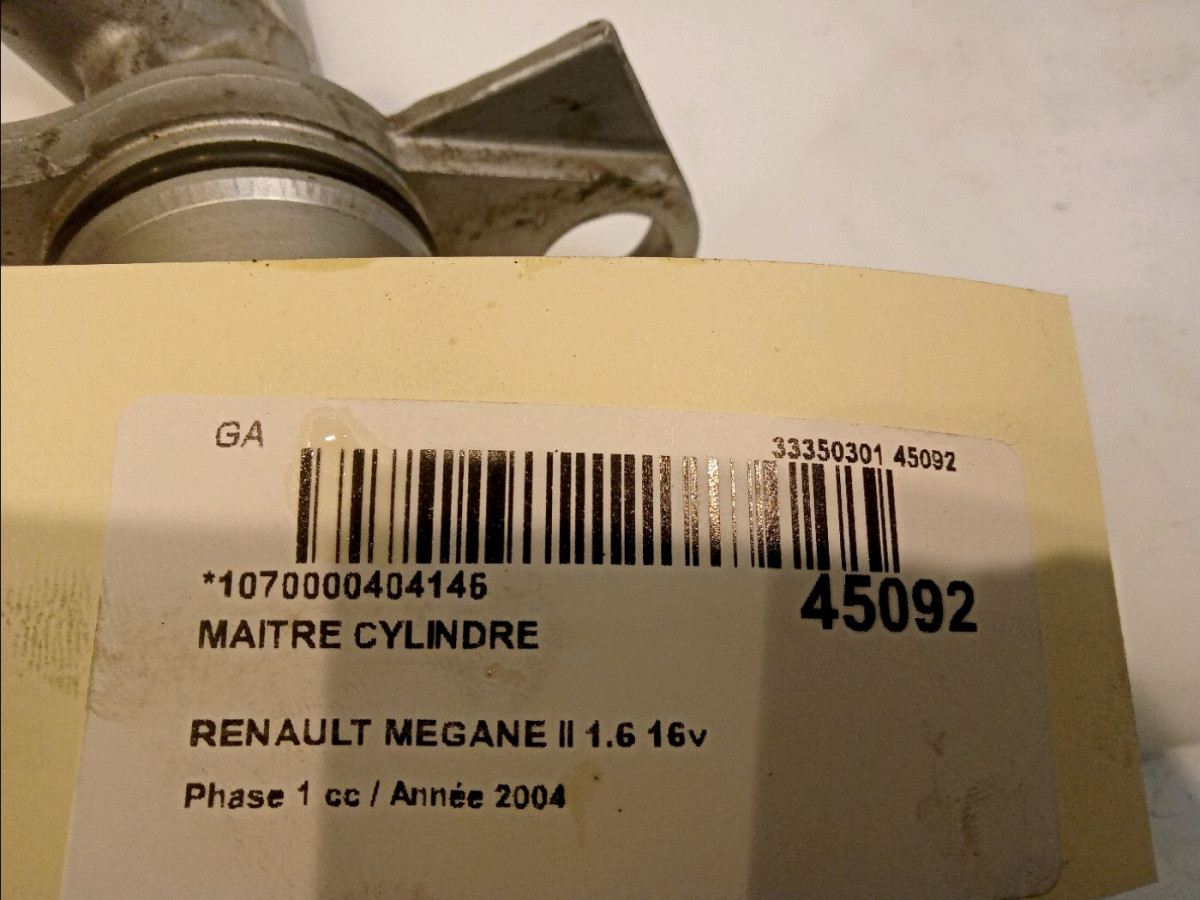 GA
33350301 45092
*1070000404146
45092
MAITRE CYLINDRE
RENAULT MEGANE II 1.6 16v
Phase 1 cc / Année 2004